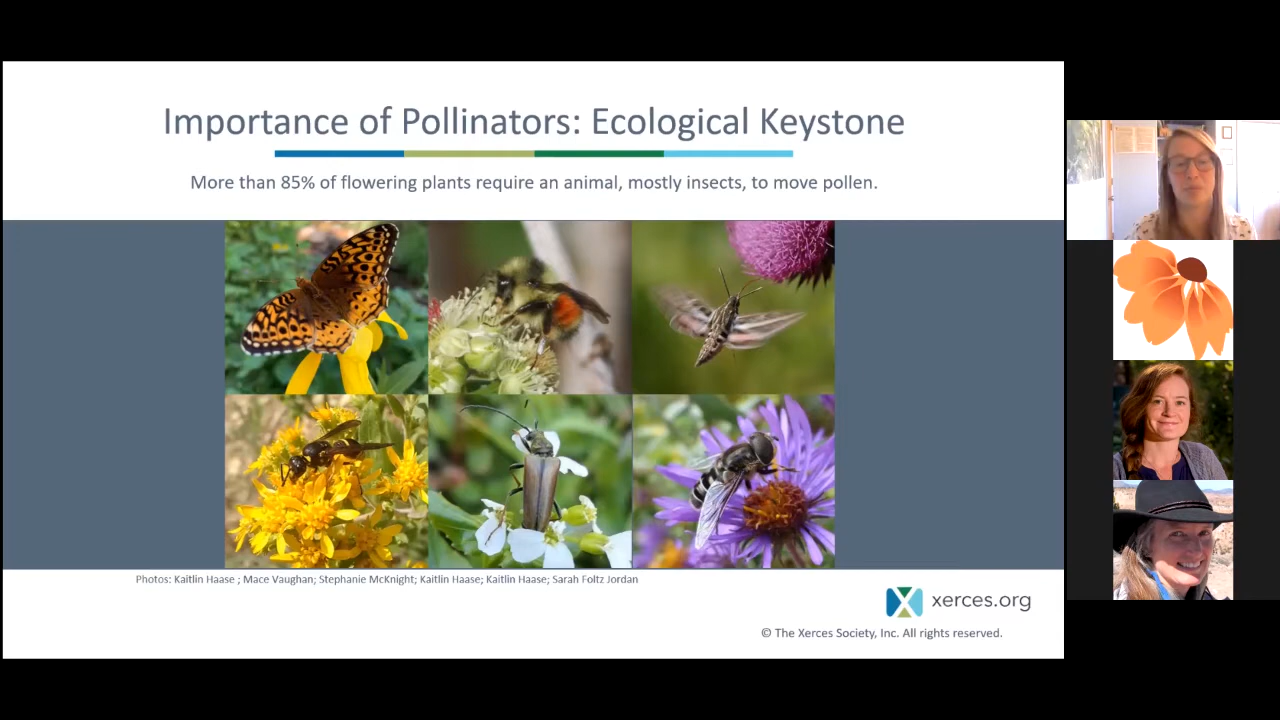 Importance of Pollinators: Ecological Keystone
More than 85% of flowering plants require an animal, mostly insects, to move pollen.
Photos: Kaitlin Haase ; Mace Vaughan; Stephanie McKnight; Kaitlin Haase; Kaitlin Haase; Sarah Foltz Jordan
xerces.org
© The Xerces Society, Inc. All rights reserved.